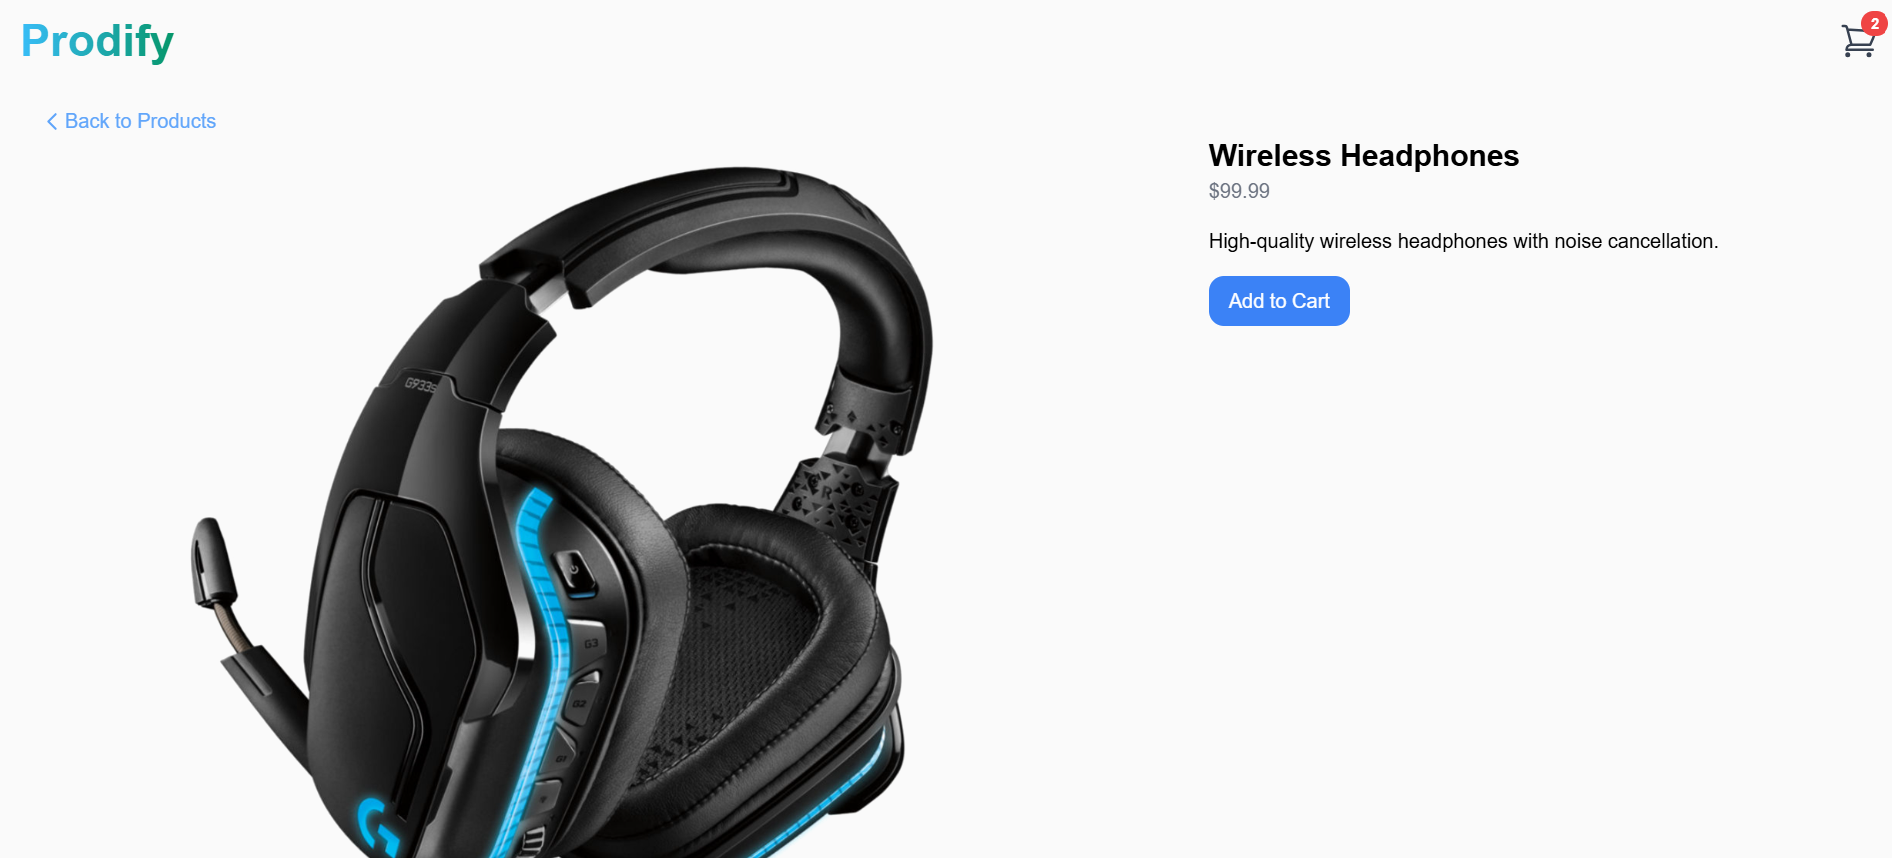 Prodify
2
Back to Products
Wireless Headphones
$99.99
High-quality wireless headphones with noise cancellation.
Add to Cart
G933s
R
G3
G2
G1